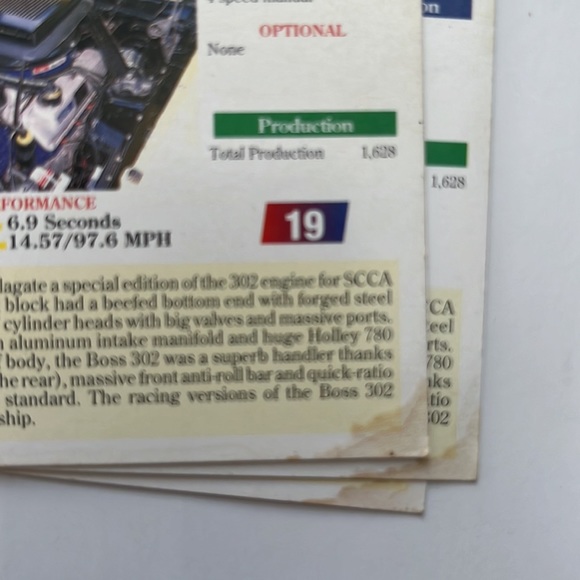 4 speed manual
OPTIONAL
None
Production
Total Production 1,628
FORMANCE
6.9 Seconds
14.57/97.6 MPH
19
lagate a special edition of the 302 engine for SCCA
block had a beefed bottom end with forged steel
cylinder heads with big valves and massive ports.
aluminum intake manifold and huge Holley 780
body, the Boss 302 was a superb handler thanks
he rear), massive front anti-roll bar and quick-ratio
standard. The racing versions of the Boss 302
ship.
on
1,628
CA
eel
rts.
780
nks
tio
302